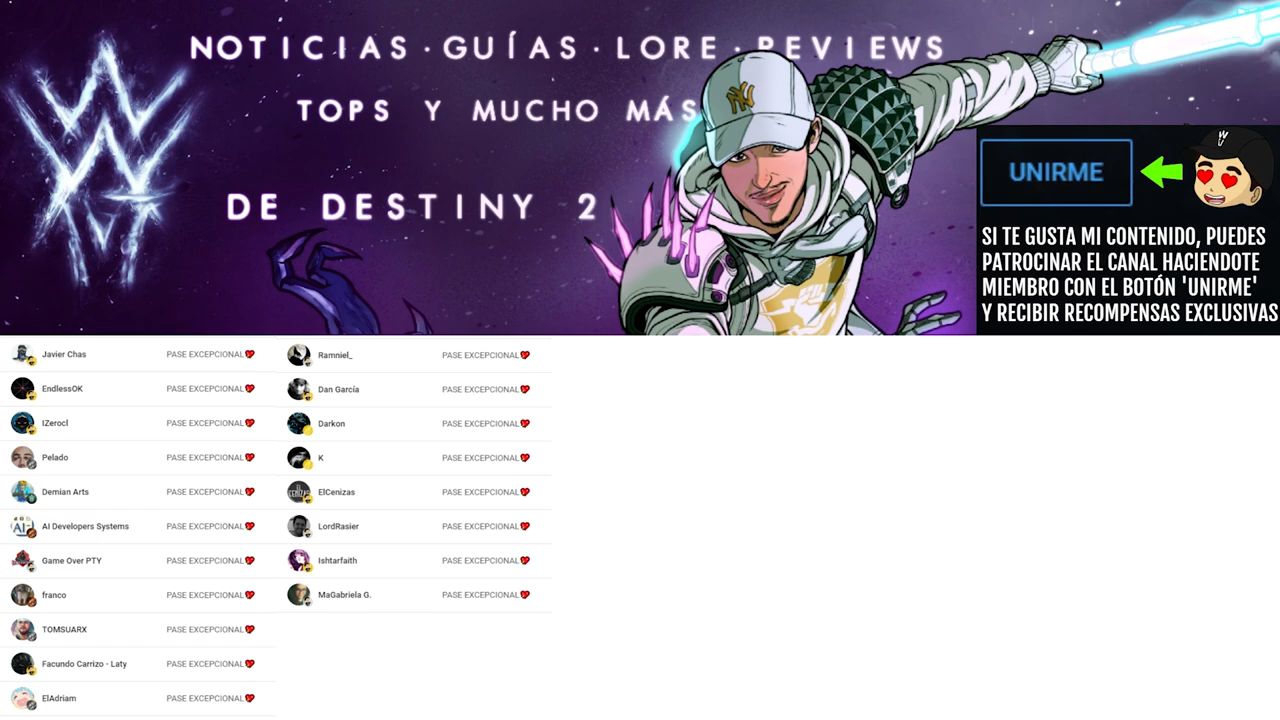 NOTICIAS · GUÍAS · LORE · REVIEWS
TOPS Y MUCHO MÁS
DE DESTINY 2
NY
UNIRME
SI TE GUSTA MI CONTENIDO, PUEDES
PATROCINAR EL CANAL HACIENDOTE
MIEMBRO CON EL BOTÓN 'UNIRME'
Y RECIBIR RECOMPENSAS EXCLUSIVAS
Javier Chas PASE EXCEPCIONAL
EndlessOK PASE EXCEPCIONAL
IZerocl PASE EXCEPCIONAL
Pelado PASE EXCEPCIONAL
Demian Arts PASE EXCEPCIONAL
AI Developers Systems PASE EXCEPCIONAL
Game Over PTY PASE EXCEPCIONAL
franco PASE EXCEPCIONAL
TOMSUARX PASE EXCEPCIONAL
Facundo Carrizo - Laty PASE EXCEPCIONAL
ElAdriam PASE EXCEPCIONAL
Ramniel_ PASE EXCEPCIONAL
Dan García PASE EXCEPCIONAL
Darkon PASE EXCEPCIONAL
K PASE EXCEPCIONAL
ElCenizas PASE EXCEPCIONAL
LordRasier PASE EXCEPCIONAL
Ishtarfaith PASE EXCEPCIONAL
MaGabriela G. PASE EXCEPCIONAL